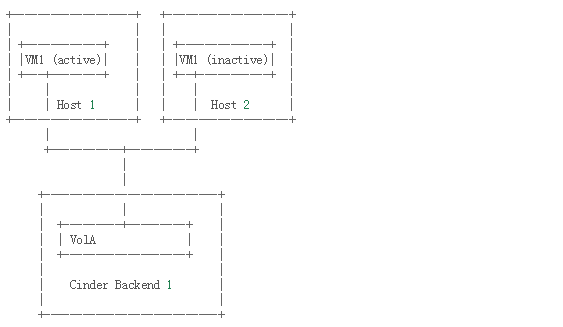 VM1 (active) VM1 (inactive)
Host 1 Host 2
VolA
Cinder Backend 1